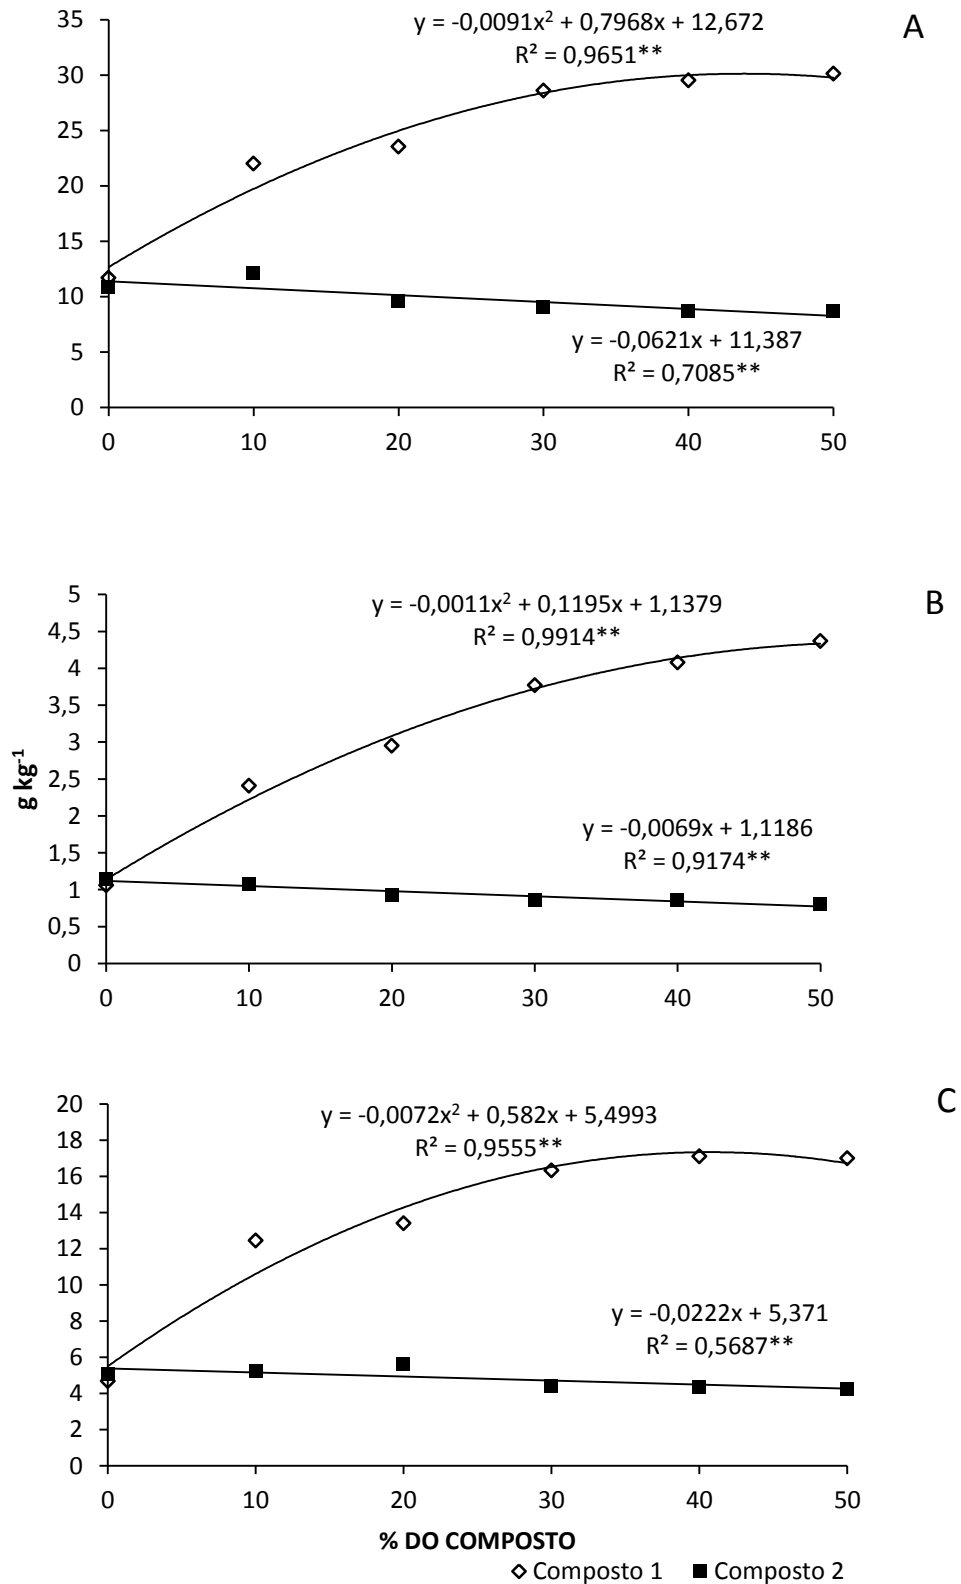 A
y = -0,0091x² + 0,7968x + 12,672
R² = 0,9651**
35
30
25
20
15
10
5
0
y = -0,0621x + 11,387
R² = 0,7085**
0 10 20 30 40 50
B
y = -0,0011x² + 0,1195x + 1,1379
R² = 0,9914**
g kg⁻¹
5
4,5
4
3,5
3
2,5
2
1,5
1
0,5
0
y = -0,0069x + 1,1186
R² = 0,9174**
0 10 20 30 40 50
C
y = -0,0072x² + 0,582x + 5,4993
R² = 0,9555**
20
18
16
14
12
10
8
6
4
2
0
y = -0,0222x + 5,371
R² = 0,5687**
0 10 20 30 40 50
% DO COMPOSTO
Composto 1 Composto 2